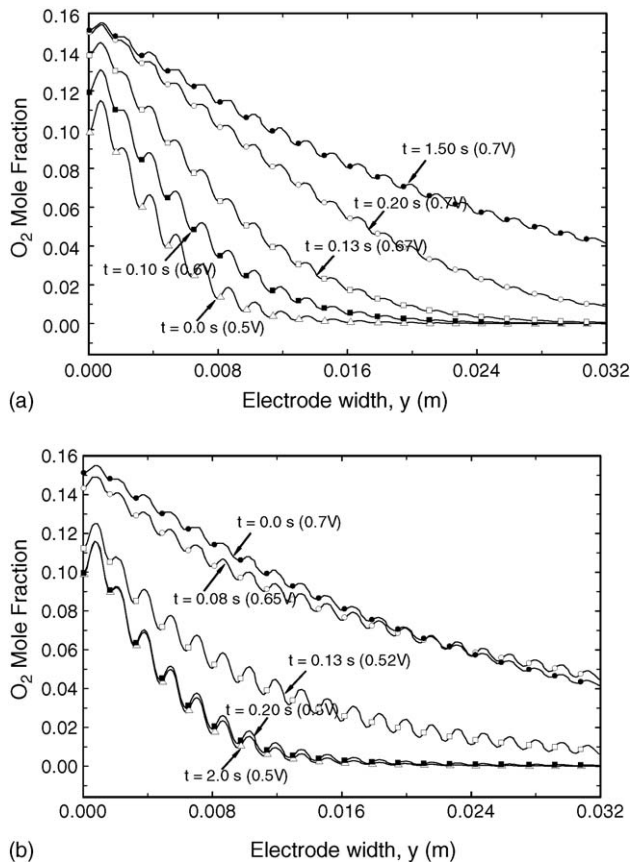 0.16
0.14
0.12
0.10
0.08
0.06
0.04
0.02
0.00
O₂ Mole Fraction
t = 1.50 s (0.7V)
t = 0.20 s (0.7V)
t = 0.13 s (0.67V)
t = 0.10 s (0.6V)
t = 0.0 s (0.5V)
0.000 0.008 0.016 0.024 0.032
(a) Electrode width, y (m)
0.16
0.14
0.12
0.10
0.08
0.06
0.04
0.02
0.00
O₂ Mole Fraction
t = 0.0 s (0.7V)
t = 0.08 s (0.65V)
t = 0.13 s (0.52V)
t = 0.20 s (0.5V)
t = 2.0 s (0.5V)
0.000 0.008 0.016 0.024 0.032
(b) Electrode width, y (m)